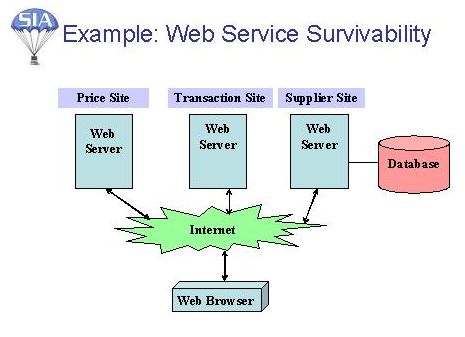 SIA
Example: Web Service Survivability
Price Site
Transaction Site
Supplier Site
Web
Server
Web
Server
Web
Server
Database
Internet
Web Browser